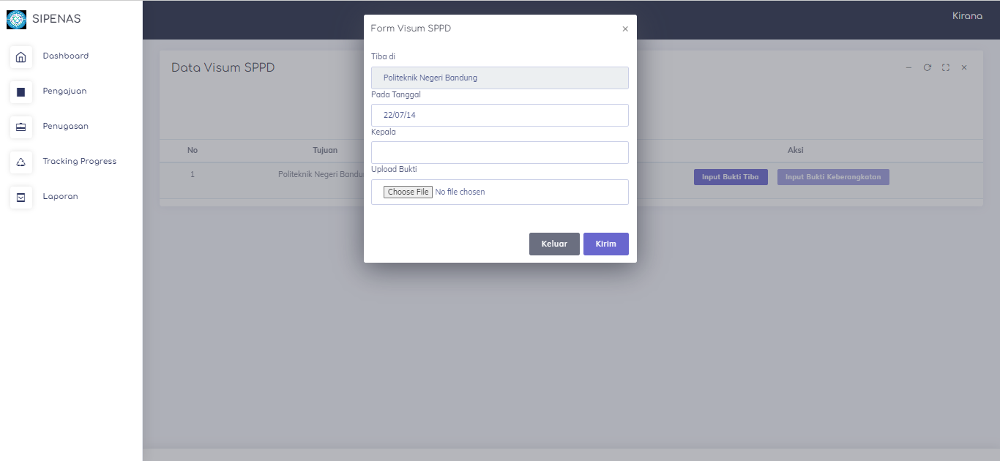 SIPENAS
Kirana
Dashboard
Pengajuan
Penugasan
Tracking Progress
Laporan
Data Visum SPPD
No
Tujuan
Aksi
1
Politeknik Negeri Bandu
Input Bukti Tiba
Input Bukti Keberangkatan
Form Visum SPPD
×
Tiba di
Politeknik Negeri Bandung
Pada Tanggal
22/07/14
Kepala
Upload Bukti
Choose File No file chosen
Keluar
Kirim